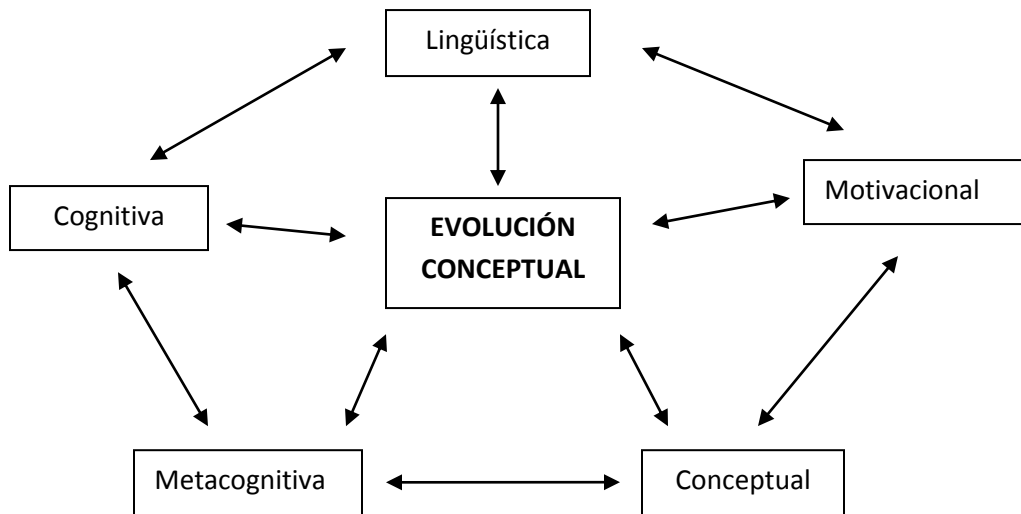 Lingüística
Motivacional
Cognitiva
EVOLUCIÓN
CONCEPTUAL
Metacognitiva
Conceptual